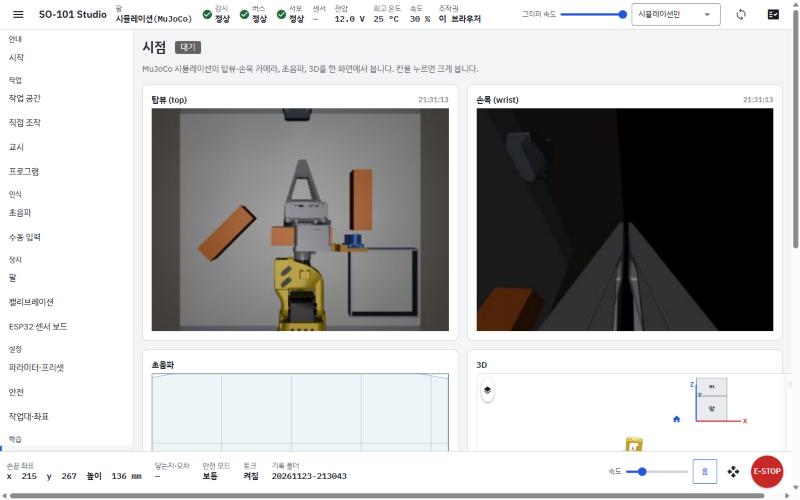 SO-101 Studio
팔
시뮬레이션(MuJoCo)
감시
정상
버스
정상
서보
정상
센서
–
전압
12.0 V
최고 온도
25 °C
속도
30 %
조작권
이 브라우저
그리퍼 속도
시뮬레이션만
안내
시작
작업
작업 공간
직접 조작
교시
프로그램
인식
초음파
수동 입력
장치
팔
캘리브레이션
ESP32 센서 보드
설정
파라미터·프리셋
안전
작업대·좌표
학습
시점
대기
MuJoCo 시뮬레이션의 탑뷰·손목 카메라, 초음파, 3D를 한 화면에서 봅니다. 칸을 누르면 크게 봅니다.
탑뷰 (top)
21:31:13
손목 (wrist)
21:31:13
초음파
3D
Z
Y
X
손끝 좌표
x 215 y 267 높이 136 mm
닿는지·오차
–
안전 모드
보통
토크
켜짐
기록 폴더
20261123-213043
속도
홈
E-STOP